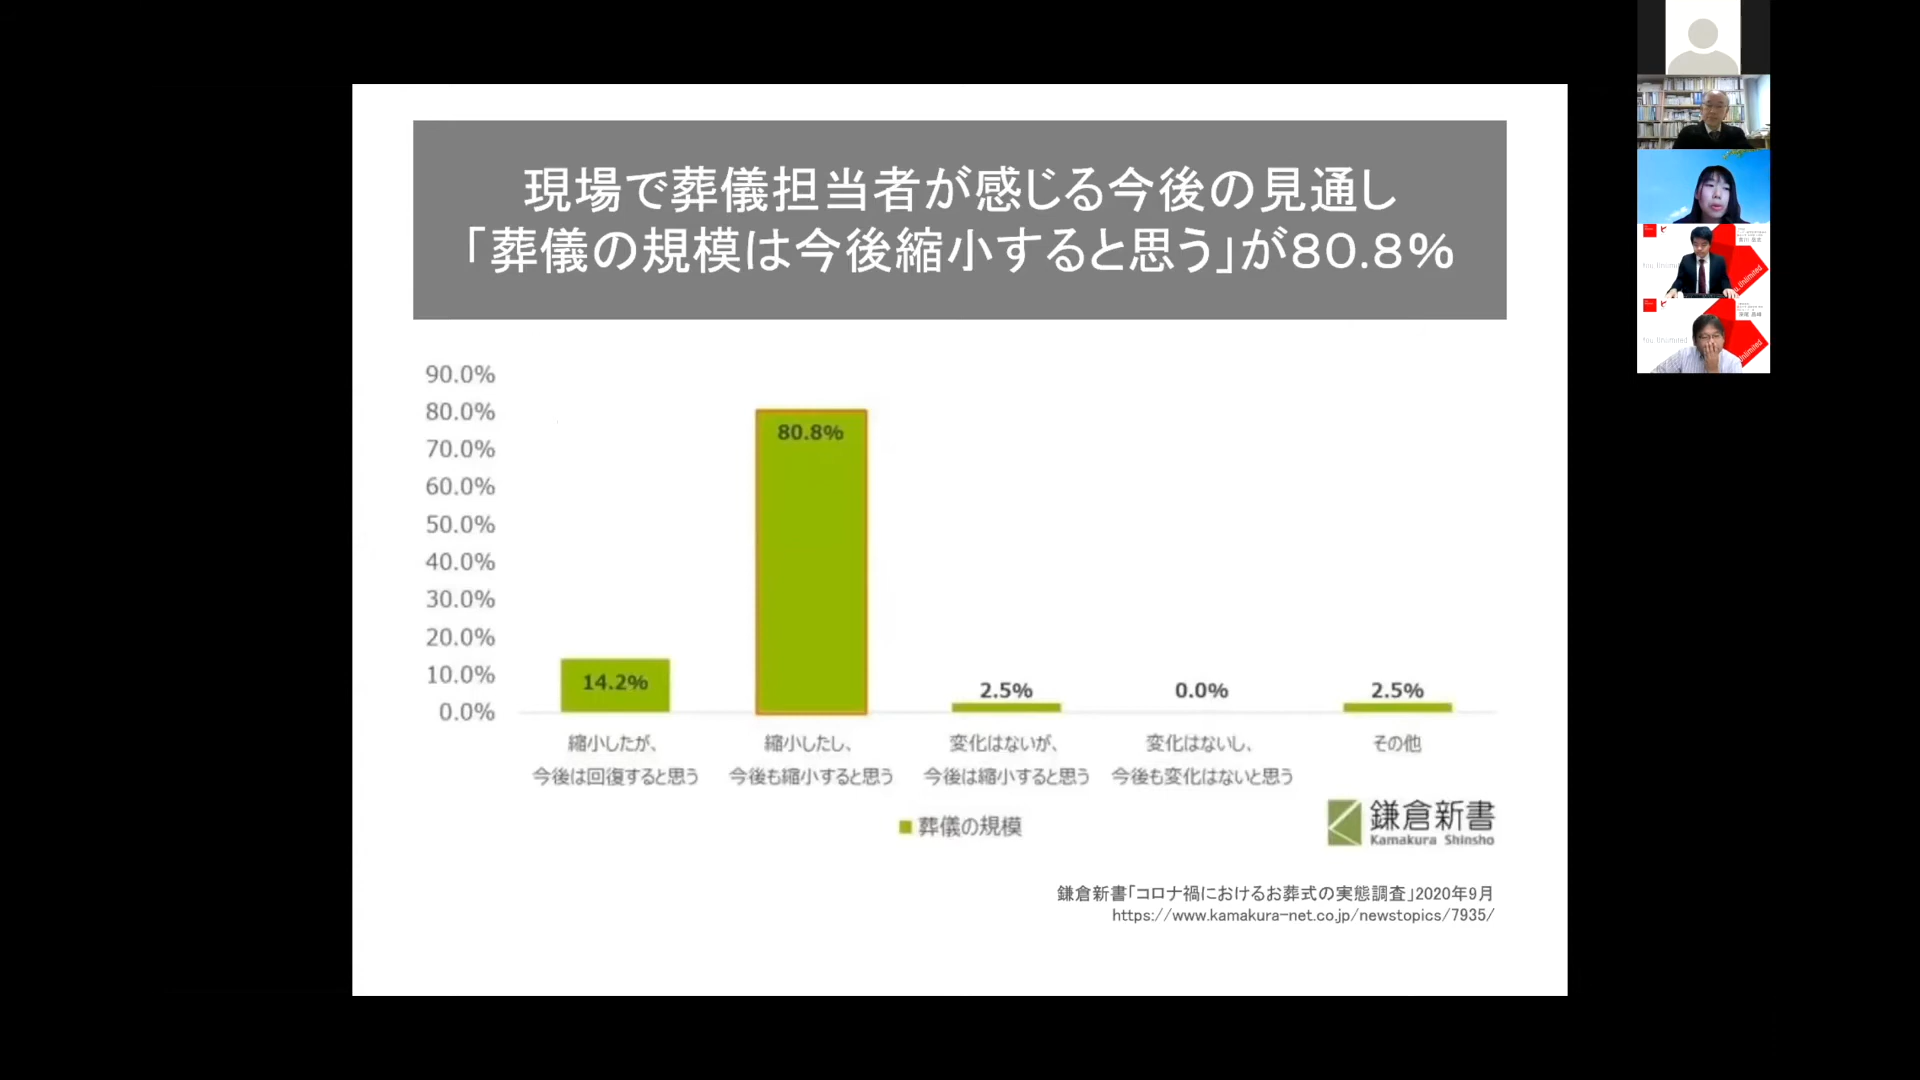 現場で葬儀担当者が感じる今後の見通し
「葬儀の規模は今後縮小すると思う」が80.8%
90.0%
80.0%
70.0%
60.0%
50.0%
40.0%
30.0%
20.0%
10.0%
0.0%
14.2%
80.8%
2.5%
0.0%
2.5%
縮小したが、
今後は回復すると思う
縮小したし、
今後も縮小すると思う
変化はないが、
今後は縮小すると思う
変化はないし、
今後も変化はないと思う
その他
葬儀の規模
鎌倉新書
Kamakura Shinsho
鎌倉新書「コロナ禍におけるお葬式の実態調査」2020年9月
https://www.kamakura-net.co.jp/newstopics/7935/
Unlimited
You, Unlimited
Unlimited